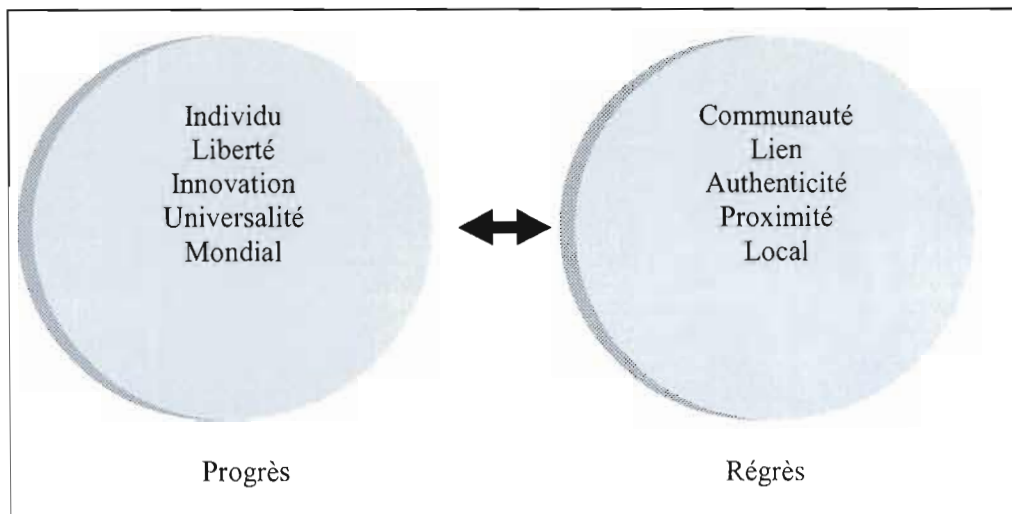 Individu
Liberté
Innovation
Universalité
Mondial
Progrès
Communauté
Lien
Authenticité
Proximité
Local
Régrès